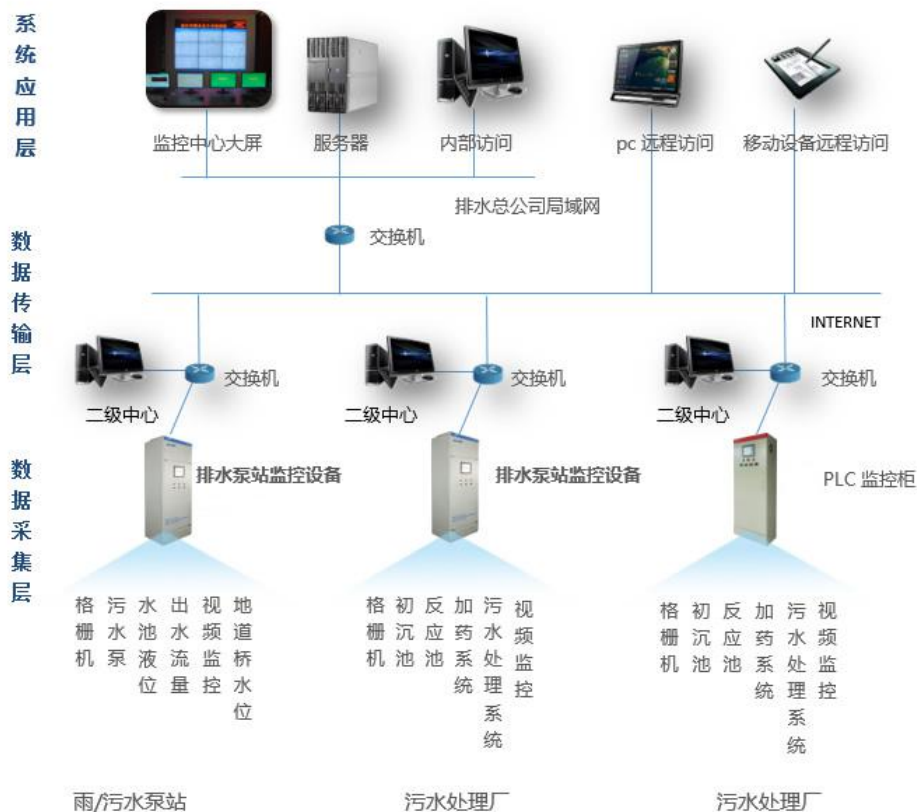 系统应用层
监控中心大屏
服务器
内部访问
pc 远程访问
移动设备远程访问
排水总公司局域网
交换机
数据传输层
INTERNET
交换机
交换机
交换机
二级中心
二级中心
二级中心
数据采集层
排水泵站监控设备
排水泵站监控设备
PLC 监控柜
格栅机
污水泵
水池液位
出水流量
视频监控
地道桥水位
格栅机
初沉池
反应池
加药系统
污水处理系统
视频监控
格栅机
初沉池
反应池
加药系统
污水处理系统
视频监控
雨/污水泵站
污水处理厂
污水处理厂